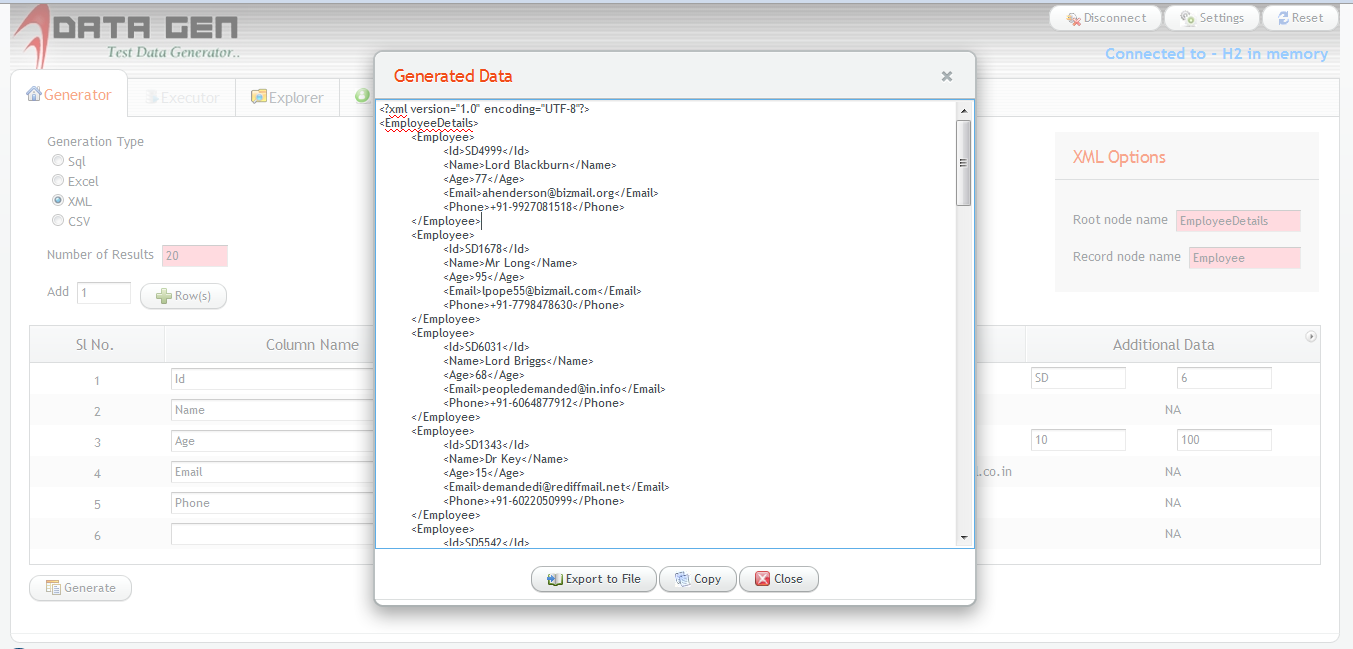 DATA GEN
Test Data Generator..
Disconnect
Settings
Reset
Connected to - H2 in memory
Generator
Executor
Explorer
Generation Type
Sql
Excel
XML
CSV
Number of Results 20
Add 1 Row(s)
Sl No. Column Name Additional Data
1 Id SD 6
2 Name NA
3 Age 10 100
4 Email .co.in NA
5 Phone NA
6 NA
Generate
XML Options
Root node name EmployeeDetails
Record node name Employee
Generated Data
<?xml version="1.0" encoding="UTF-8"?>
<EmployeeDetails>
<Employee>
<Id>SD4999</Id>
<Name>Lord Blackburn</Name>
<Age>77</Age>
<Email>ahenderson@bizmail.org</Email>
<Phone>+91-9927081518</Phone>
</Employee>
<Employee>
<Id>SD1678</Id>
<Name>Mr Long</Name>
<Age>95</Age>
<Email>lpope55@bizmail.com</Email>
<Phone>+91-7798478630</Phone>
</Employee>
<Employee>
<Id>SD6031</Id>
<Name>Lord Briggs</Name>
<Age>68</Age>
<Email>peopledemanded@in.info</Email>
<Phone>+91-6064877912</Phone>
</Employee>
<Employee>
<Id>SD1343</Id>
<Name>Dr Key</Name>
<Age>15</Age>
<Email>demandedi@rediffmail.net</Email>
<Phone>+91-6022050999</Phone>
</Employee>
<Employee>
<Id>SD5542</Id>
Export to File
Copy
Close